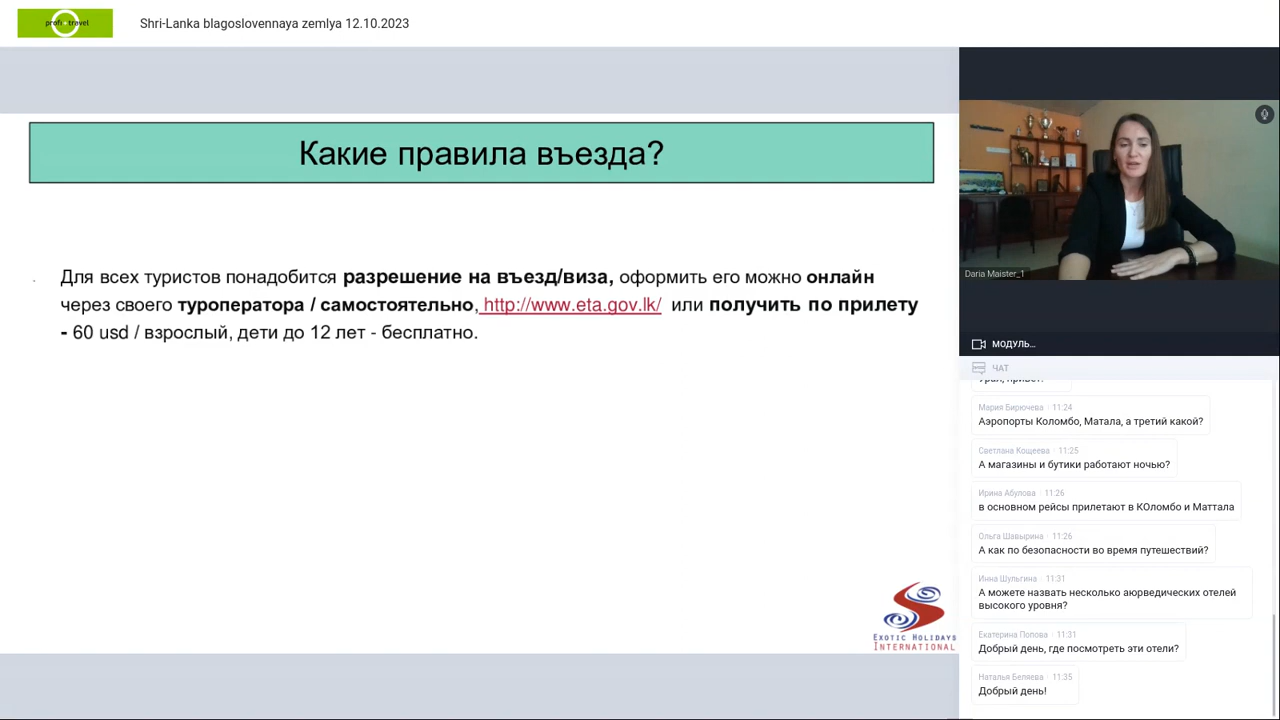 profi travel
Shri-Lanka blagoslovennaya zemlya 12.10.2023
Какие правила въезда?
Для всех туристов понадобится разрешение на въезд/виза, оформить его можно онлайн
через своего туроператора / самостоятельно, http://www.eta.gov.lk/ или получить по прилету
- 60 usd / взрослый, дети до 12 лет - бесплатно.
EXOTIC HOLIDAYS
INTERNATIONAL
Daria Maister_1
МОДУЛЬ...
ЧАТ
Урал, привет!
Мария Бирючева 11:24
Аэропорты Коломбо, Матала, а третий какой?
Светлана Кощеева 11:25
А магазины и бутики работают ночью?
Ирина Абулова 11:26
в основном рейсы прилетают в КОломбо и Маттала
Ольга Шавырина 11:26
А как по безопасности во время путешествий?
Инна Шульгина 11:31
А можете назвать несколько аюрведических отелей
высокого уровня?
Екатерина Попова 11:31
Добрый день, где посмотреть эти отели?
Наталья Беляева 11:35
Добрый день!